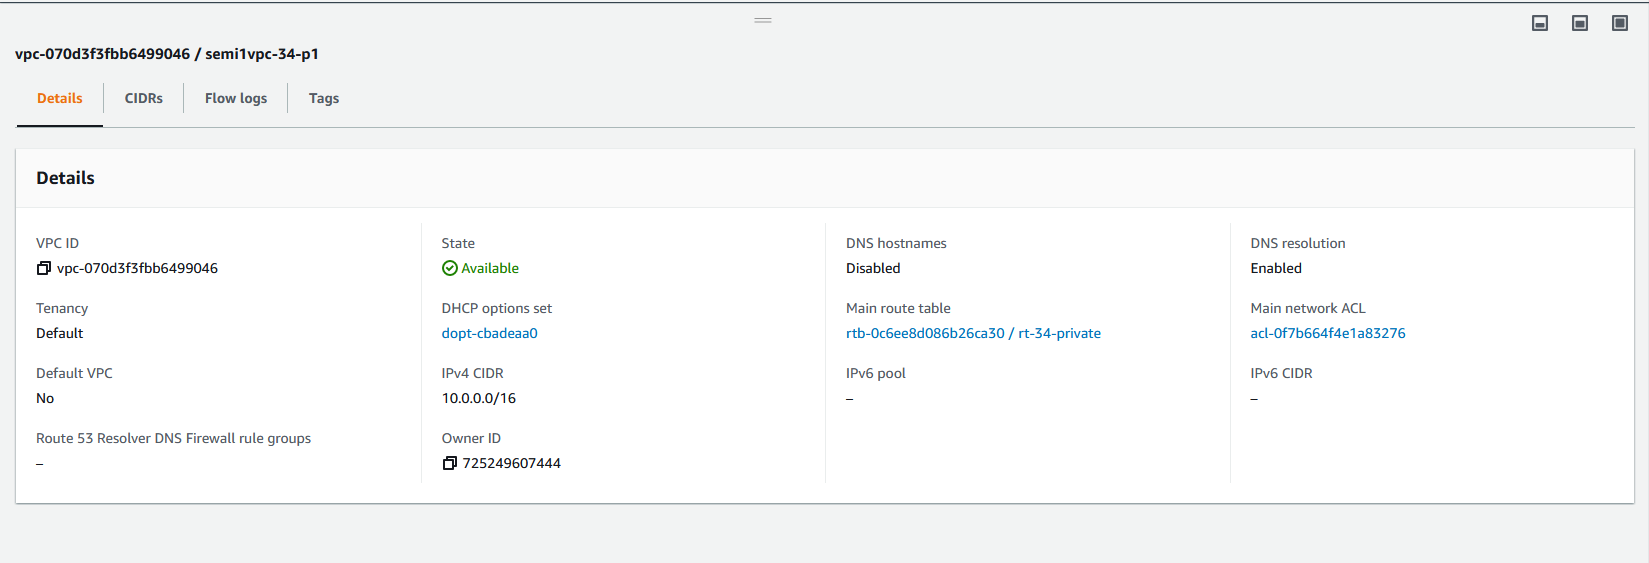 vpc-070d3f3fbb6499046 / semi1vpc-34-p1
Details
CIDRs
Flow logs
Tags
Details
VPC ID
vpc-070d3f3fbb6499046
State
Available
DNS hostnames
Disabled
DNS resolution
Enabled
Tenancy
Default
DHCP options set
dopt-cbadeaa0
Main route table
rtb-0c6ee8d086b26ca30 / rt-34-private
Main network ACL
acl-0f7b664f4e1a83276
Default VPC
No
IPv4 CIDR
10.0.0.0/16
IPv6 pool
–
IPv6 CIDR
–
Route 53 Resolver DNS Firewall rule groups
–
Owner ID
725249607444